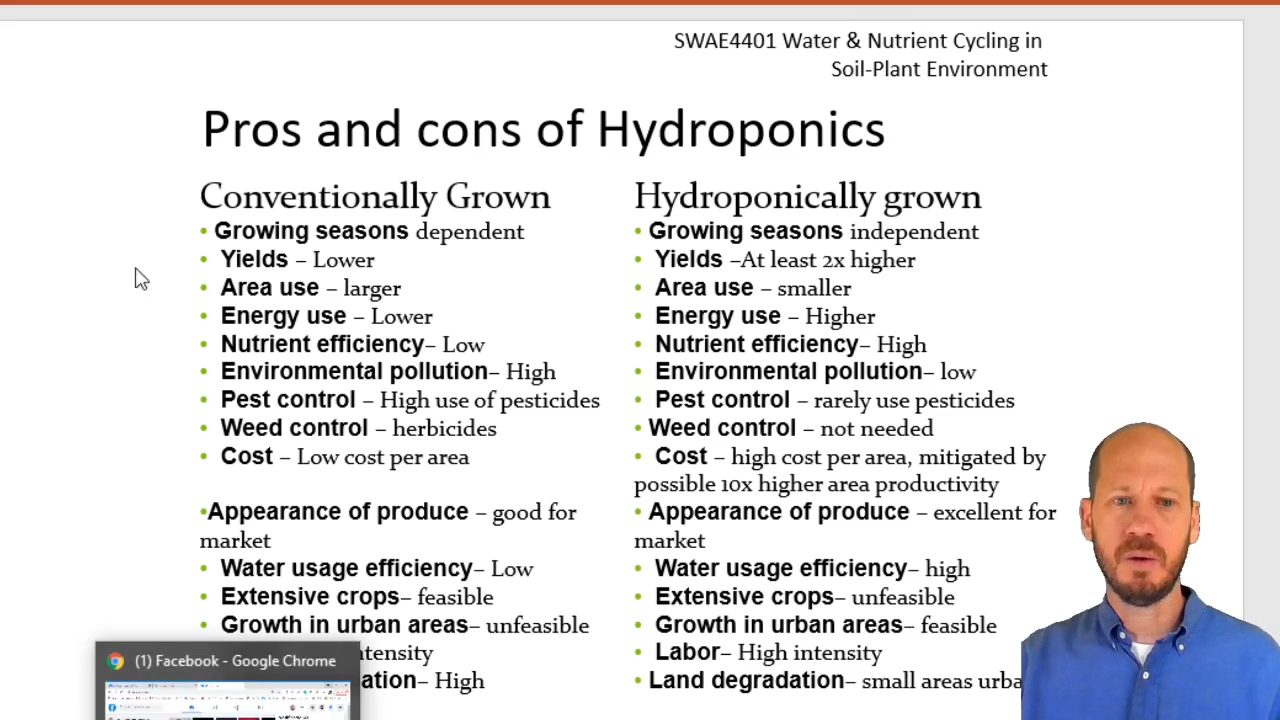 SWAE4401 Water & Nutrient Cycling in
Soil-Plant Environment
Pros and cons of Hydroponics
Conventionally Grown
• Growing seasons dependent
• Yields – Lower
• Area use – larger
• Energy use – Lower
• Nutrient efficiency– Low
• Environmental pollution– High
• Pest control – High use of pesticides
• Weed control – herbicides
• Cost – Low cost per area
•Appearance of produce – good for
market
• Water usage efficiency– Low
• Extensive crops– feasible
• Growth in urban areas– unfeasible
intensity
ation– High
Hydroponically grown
• Growing seasons independent
• Yields –At least 2x higher
• Area use – smaller
• Energy use – Higher
• Nutrient efficiency– High
• Environmental pollution– low
• Pest control – rarely use pesticides
• Weed control – not needed
• Cost – high cost per area, mitigated by
possible 10x higher area productivity
• Appearance of produce – excellent for
market
• Water usage efficiency– high
• Extensive crops– unfeasible
• Growth in urban areas– feasible
• Labor– High intensity
• Land degradation– small areas urba
(1) Facebook - Google Chrome